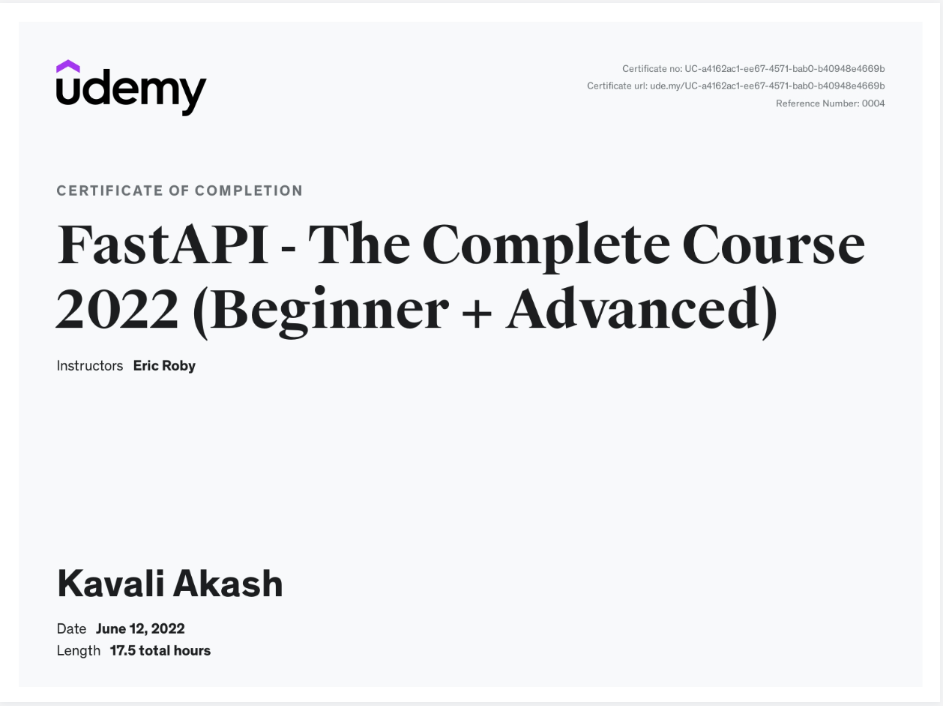 udemy
Certificate no: UC-a4162ac1-ee67-4571-bab0-b40948e4669b
Certificate url: ude.my/UC-a4162ac1-ee67-4571-bab0-b40948e4669b
Reference Number: 0004
CERTIFICATE OF COMPLETION
FastAPI - The Complete Course
2022 (Beginner + Advanced)
Instructors Eric Roby
Kavali Akash
Date June 12, 2022
Length 17.5 total hours